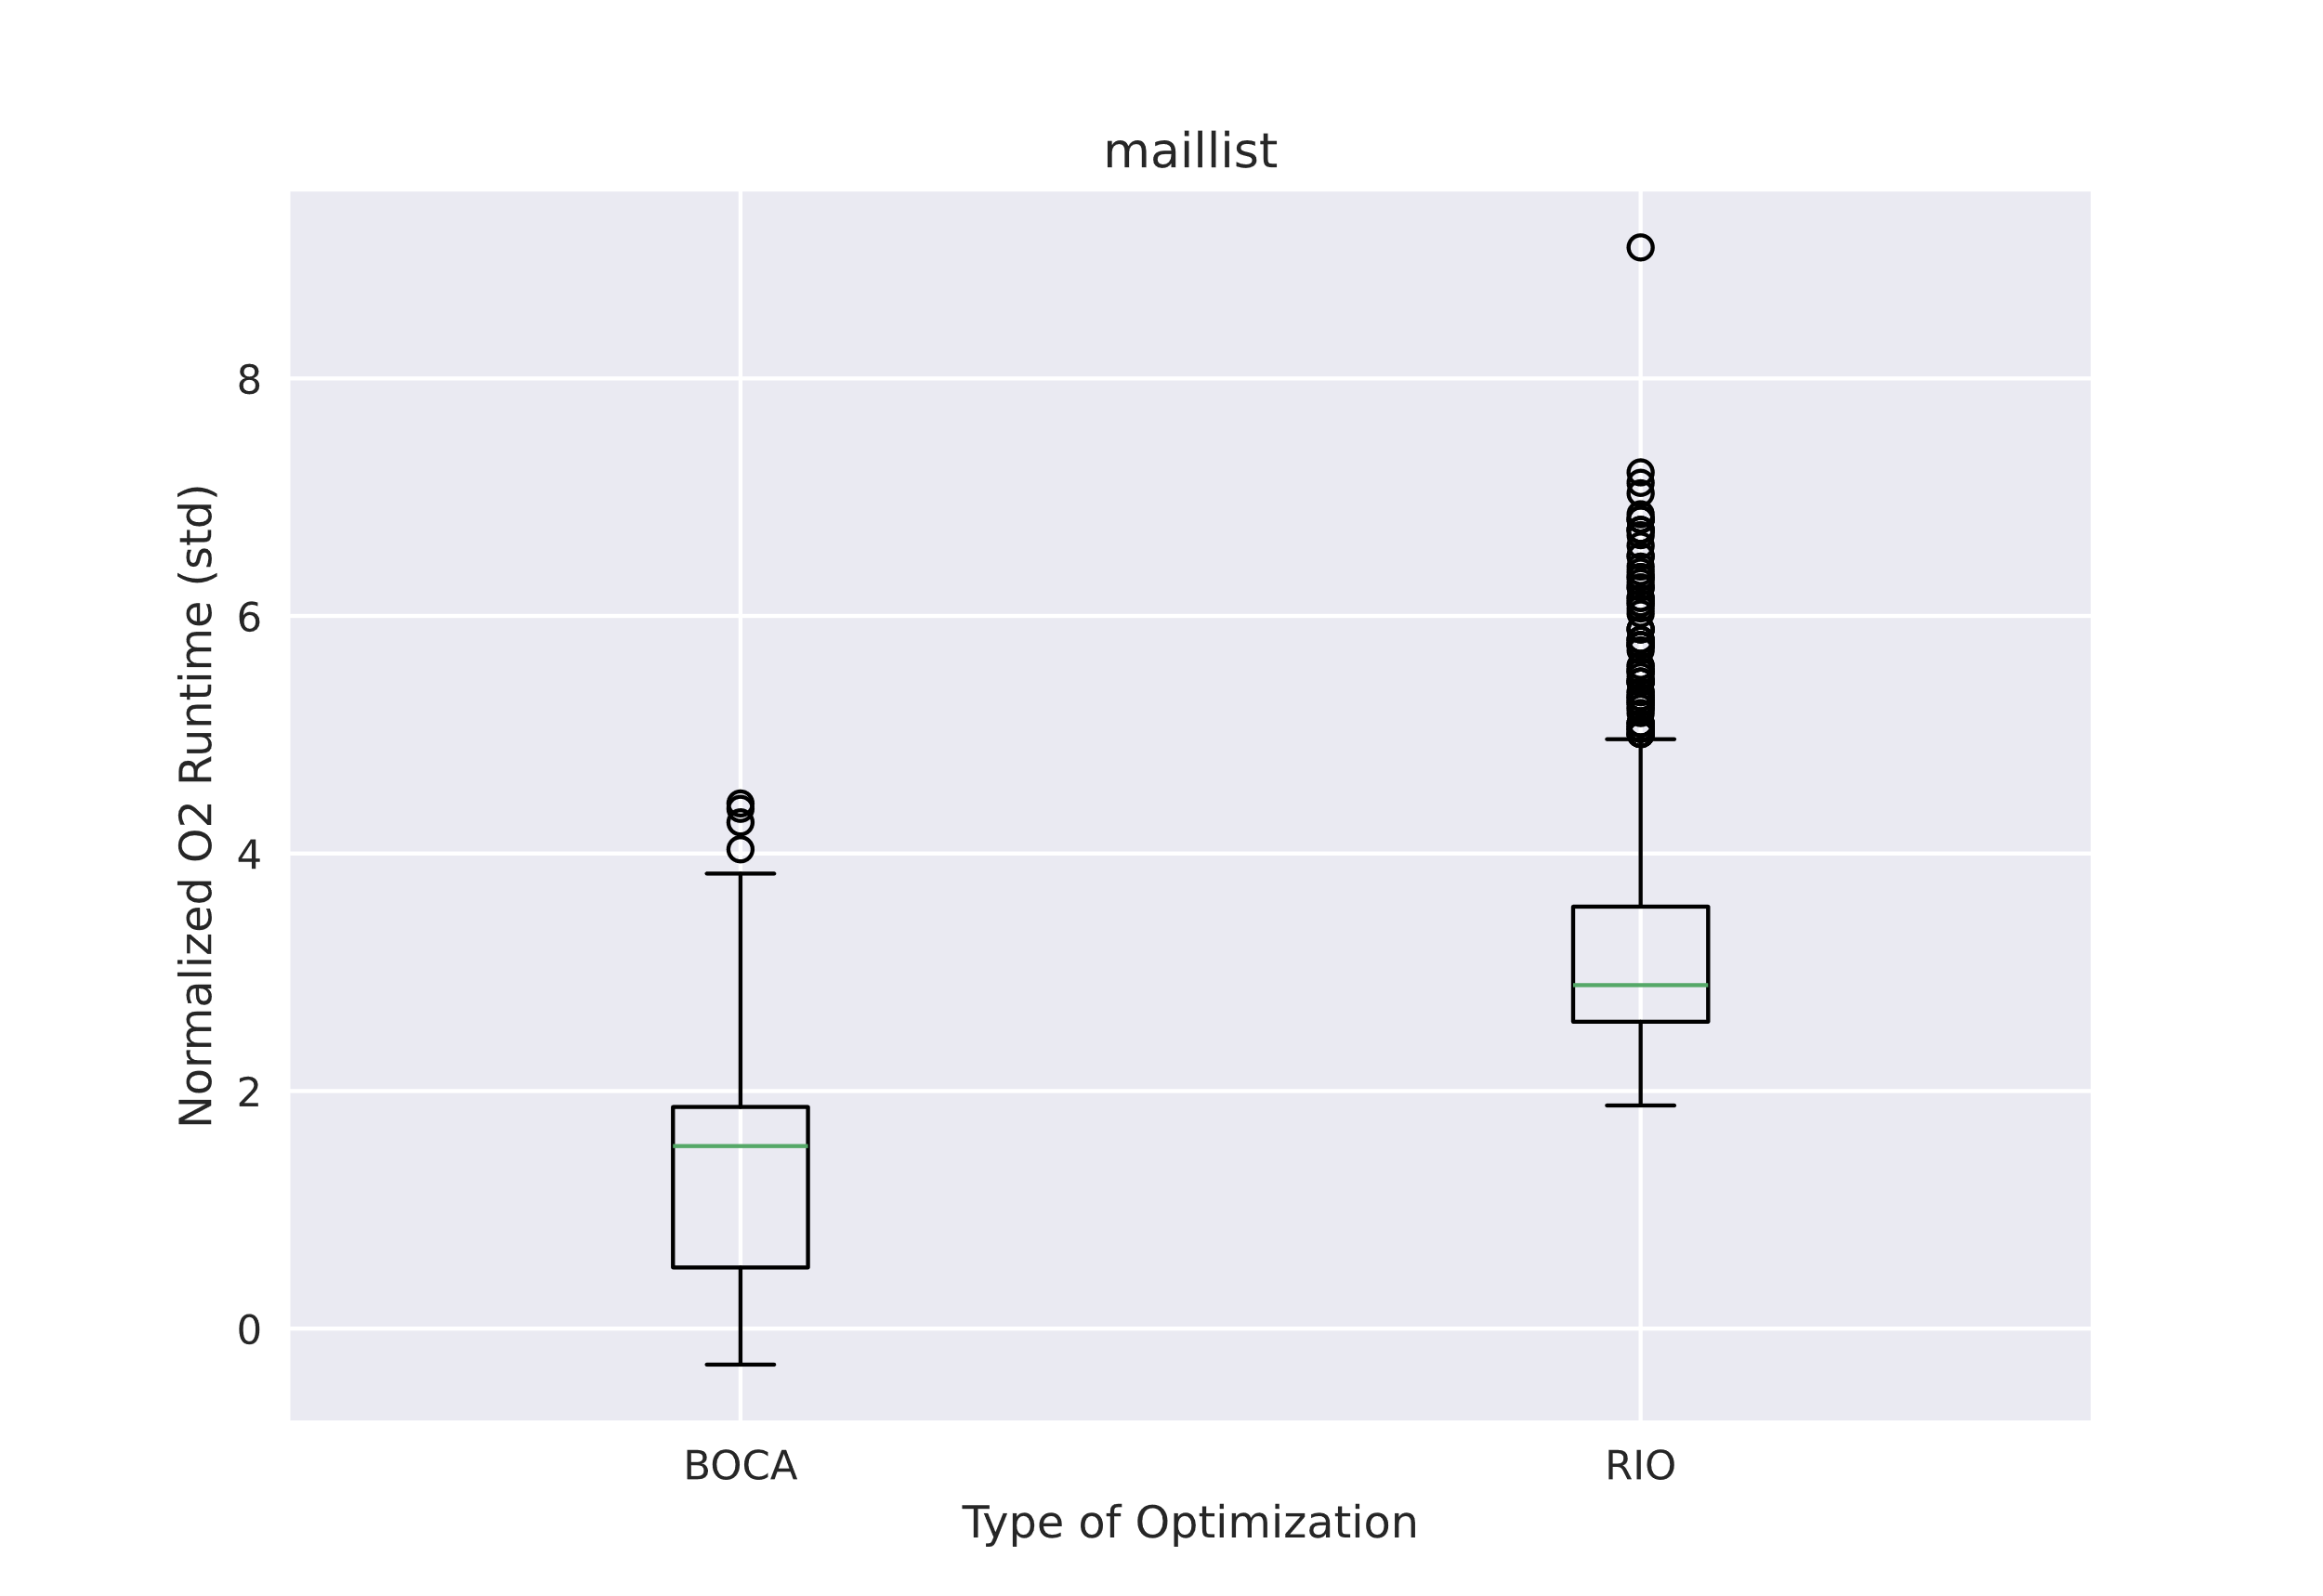 maillist
Normalized O2 Runtime (std)
8
6
4
2
0
BOCA
RIO
Type of Optimization